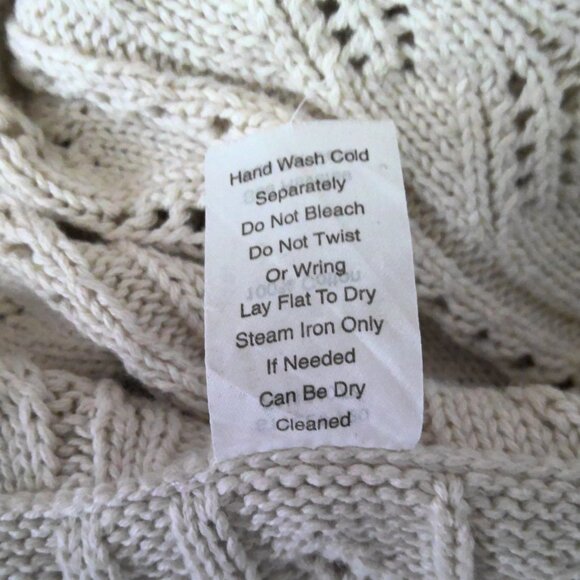 Hand Wash Cold
Separately
Do Not Bleach
Do Not Twist
Or Wring
Lay Flat To Dry
Steam Iron Only
If Needed
Can Be Dry
Cleaned